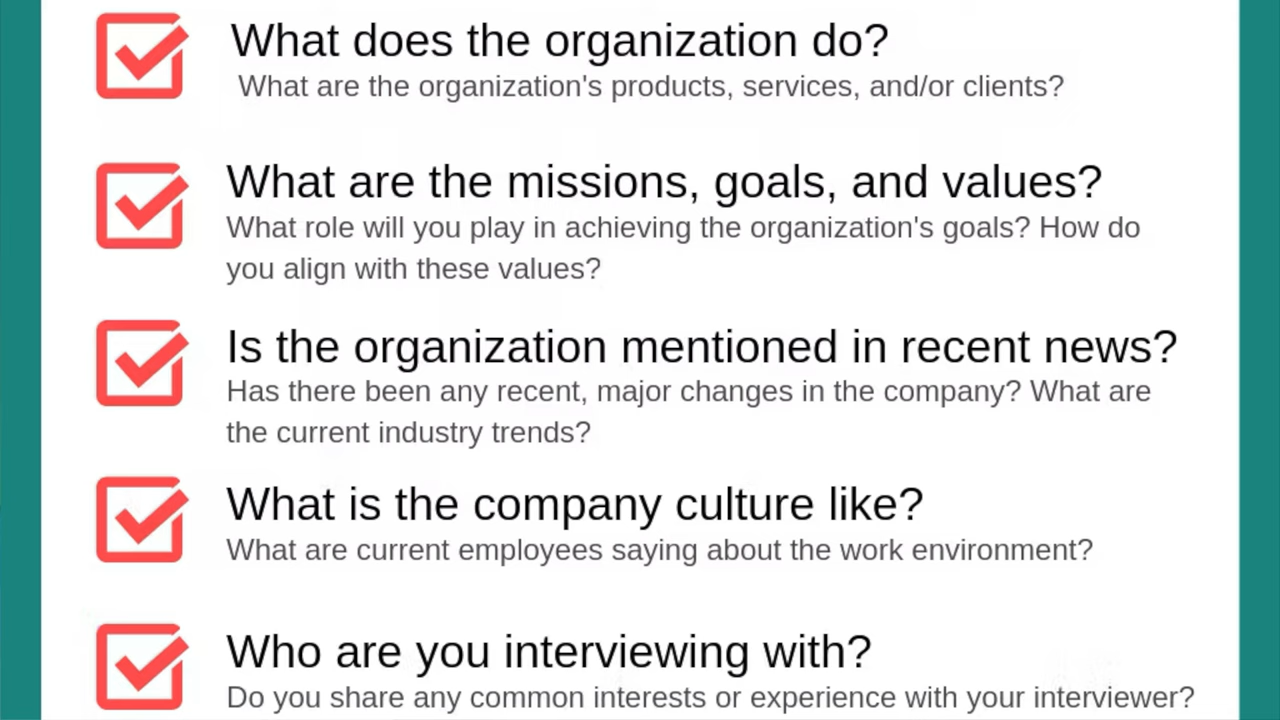 What does the organization do?
What are the organization's products, services, and/or clients?
What are the missions, goals, and values?
What role will you play in achieving the organization's goals? How do
you align with these values?
Is the organization mentioned in recent news?
Has there been any recent, major changes in the company? What are
the current industry trends?
What is the company culture like?
What are current employees saying about the work environment?
Who are you interviewing with?
Do you share any common interests or experience with your interviewer?